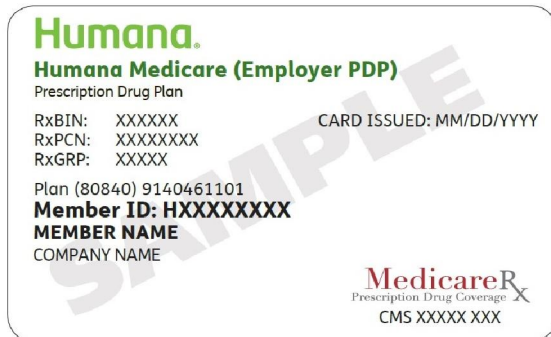 Humana.
Humana Medicare (Employer PDP)
Prescription Drug Plan
RxBIN: XXXXXX
CARD ISSUED: MM/DD/YYYY
RxPCN: XXXXXXXX
RxGRP: XXXXX
Plan (80840) 9140461101
Member ID: HXXXXXXXX
MEMBER NAME
COMPANY NAME
SAMPLE
MedicareRx
Prescription Drug Coverage
CMS XXXXX XXX